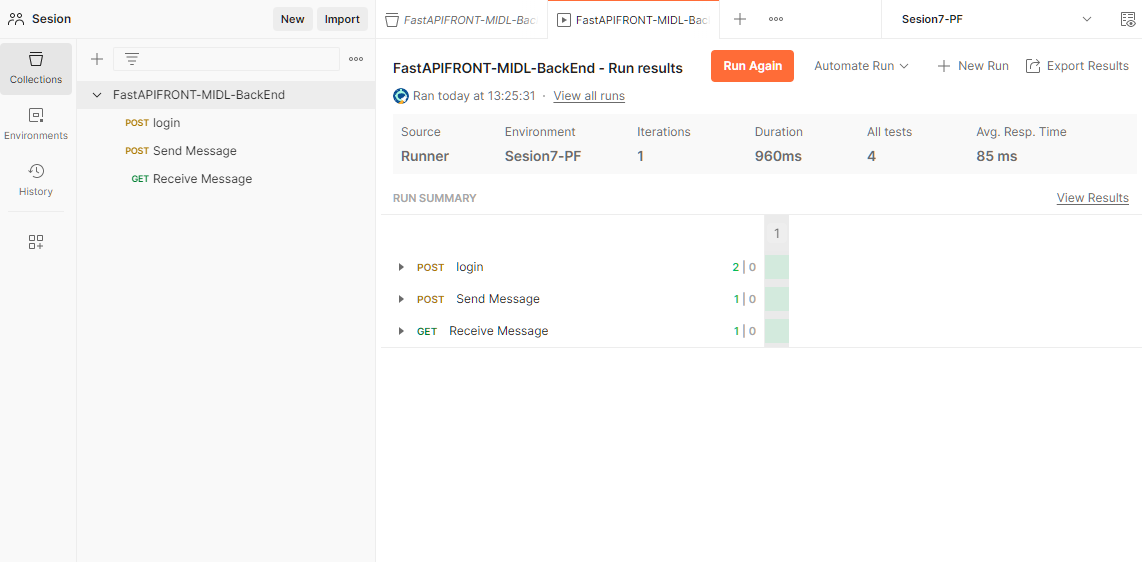 Sesion
New
Import
Collections
Environments
History
FastAPIFRONT-MIDL-BackEnd
POST login
POST Send Message
GET Receive Message
FastAPIFRONT-MIDL-Bac
FastAPIFRONT-MIDL-Bac
Sesion7-PF
FastAPIFRONT-MIDL-BackEnd - Run results
Run Again
Automate Run
New Run
Export Results
Ran today at 13:25:31 · View all runs
Source Environment Iterations Duration All tests Avg. Resp. Time
Runner Sesion7-PF 1 960ms 4 85 ms
RUN SUMMARY
View Results
1
POST login 2 | 0
POST Send Message 1 | 0
GET Receive Message 1 | 0